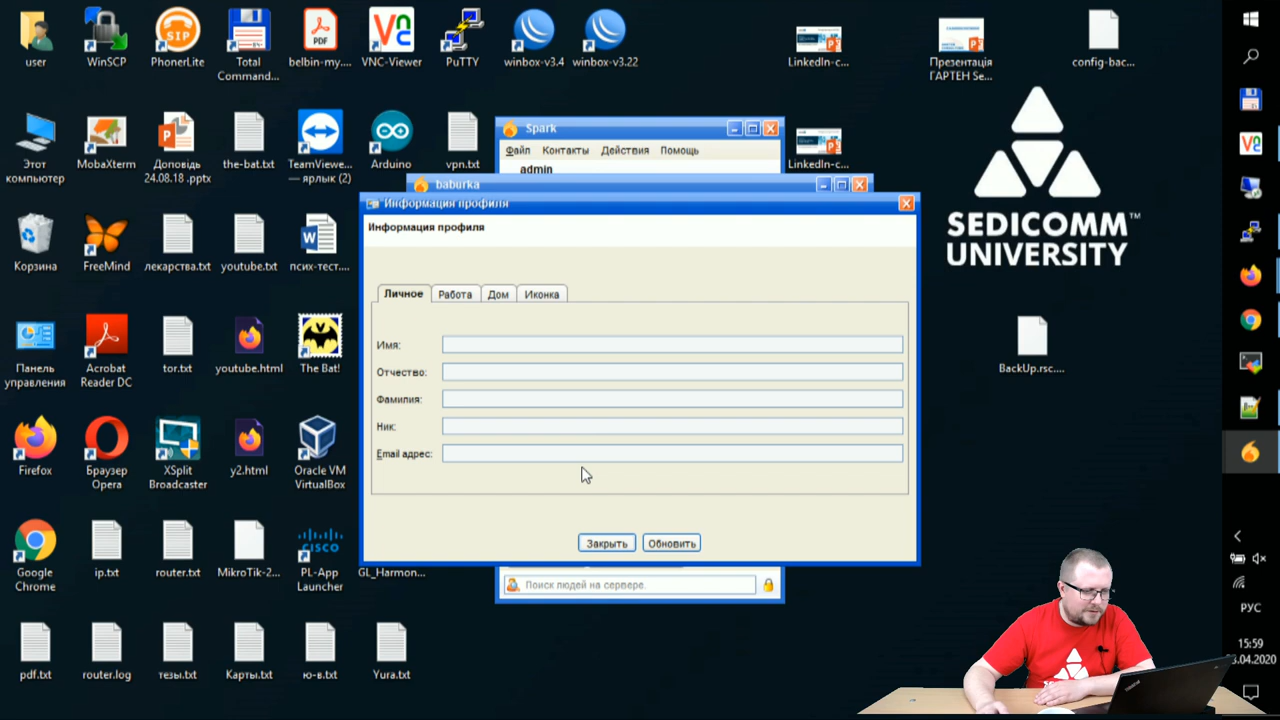 user
WinSCP
PhonerLite
Total
Command...
belbin-my....
VNC-Viewer
PuTTY
winbox-v3.4
winbox-v3.22
LinkedIn-c...
Презентація
ГАРТЕН Se...
config-bac...
Этот
компьютер
MobaXterm
Доповідь
24.08.18 .pptx
the-bat.txt
TeamViewe...
— ярлык (2)
Arduino
vpn.txt
LinkedIn-c...
Spark
Файл Контакты Действия Помощь
admin
baburka
Информация профиля
Информация профиля
Личное Работа Дом Иконка
Имя:
Отчество:
Фамилия:
Ник:
Email адрес:
Закрыть Обновить
Поиск людей на сервере.
SEDICOMM™
UNIVERSITY
BackUp.rsc....
Корзина
FreeMind
лекарства.txt
youtube.txt
псих-тест....
Панель
управления
Acrobat
Reader DC
tor.txt
youtube.html
The Bat!
Firefox
Браузер
Opera
XSplit
Broadcaster
y2.html
Oracle VM
VirtualBox
Google
Chrome
ip.txt
router.txt
MikroTik-2...
PL-App
Launcher
GL_Harmon...
pdf.txt
router.log
тезы.txt
Карты.txt
ю-в.txt
Yura.txt
РУС
15:59
.04.2020